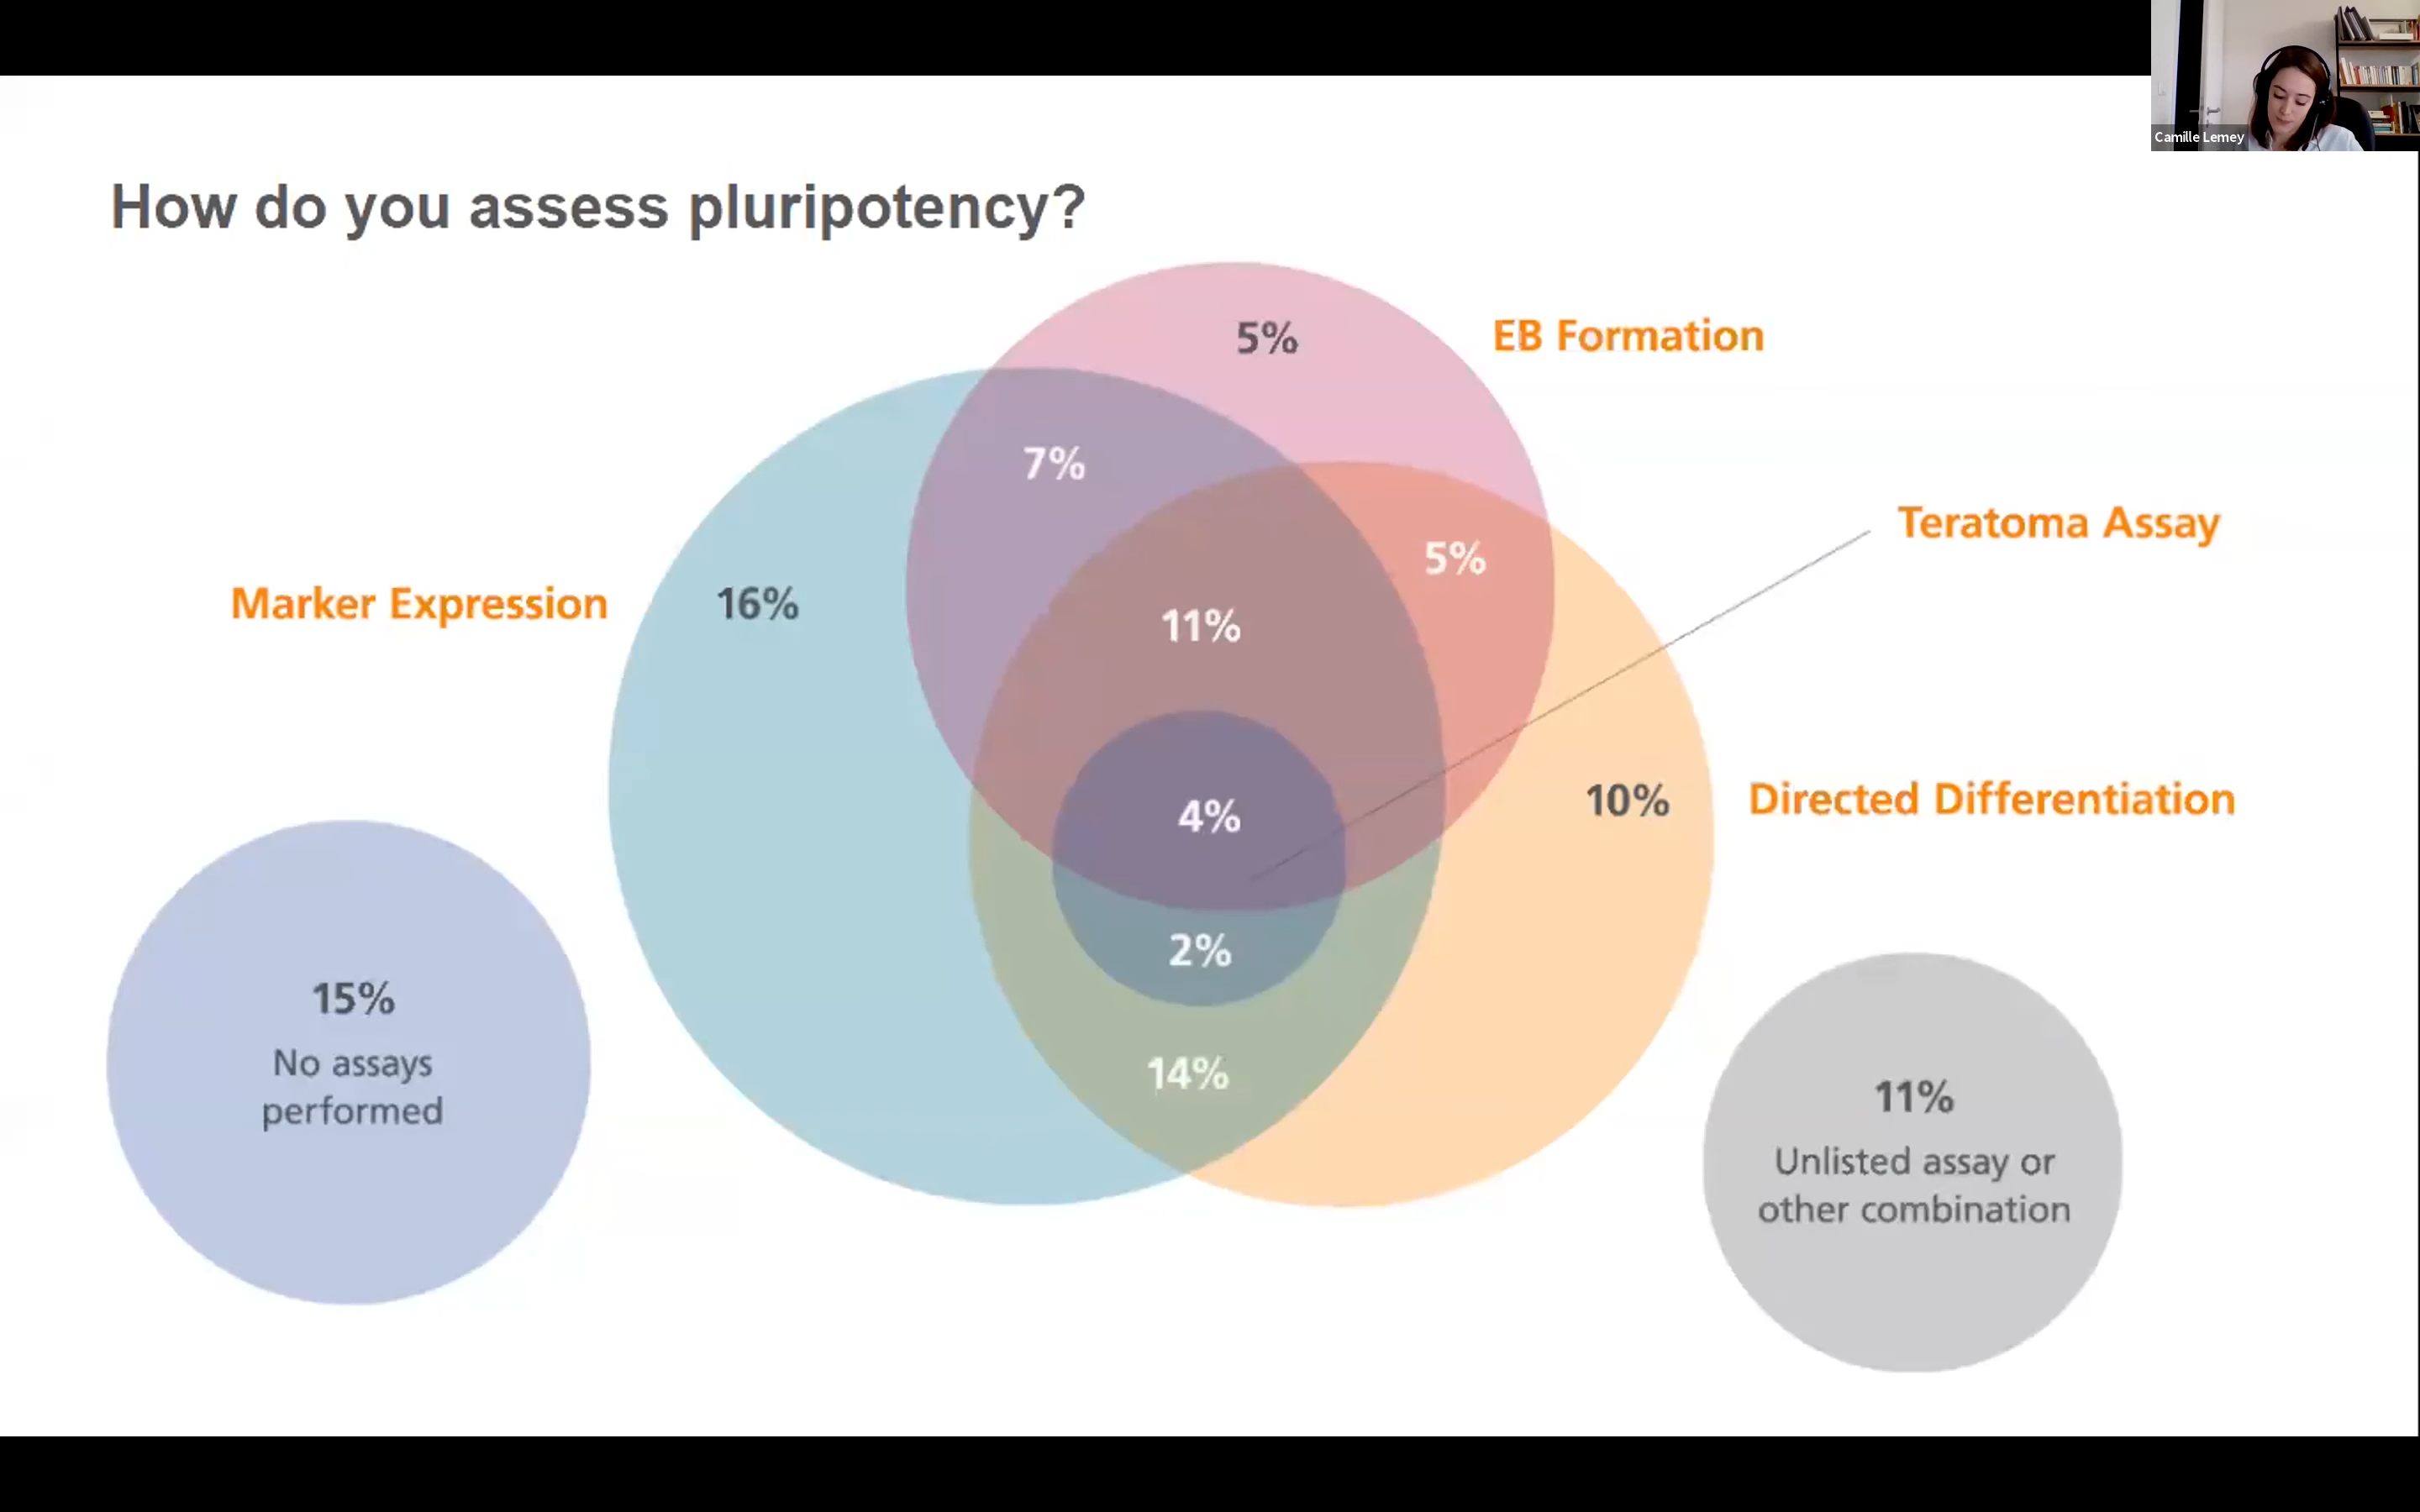 Camille Lemey
How do you assess pluripotency?
5%
EB Formation
7%
Teratoma Assay
5%
Marker Expression
16%
11%
4%
10%
Directed Differentiation
2%
15%
No assays
performed
14%
11%
Unlisted assay or
other combination